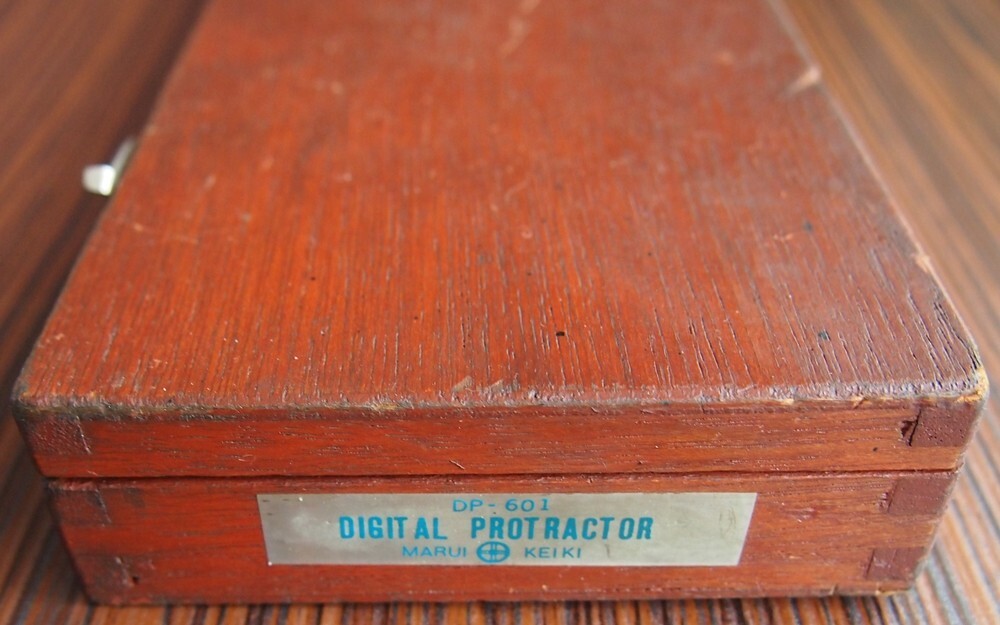 DP-601
DIGITAL PROTRACTOR
MARUI KEIKI